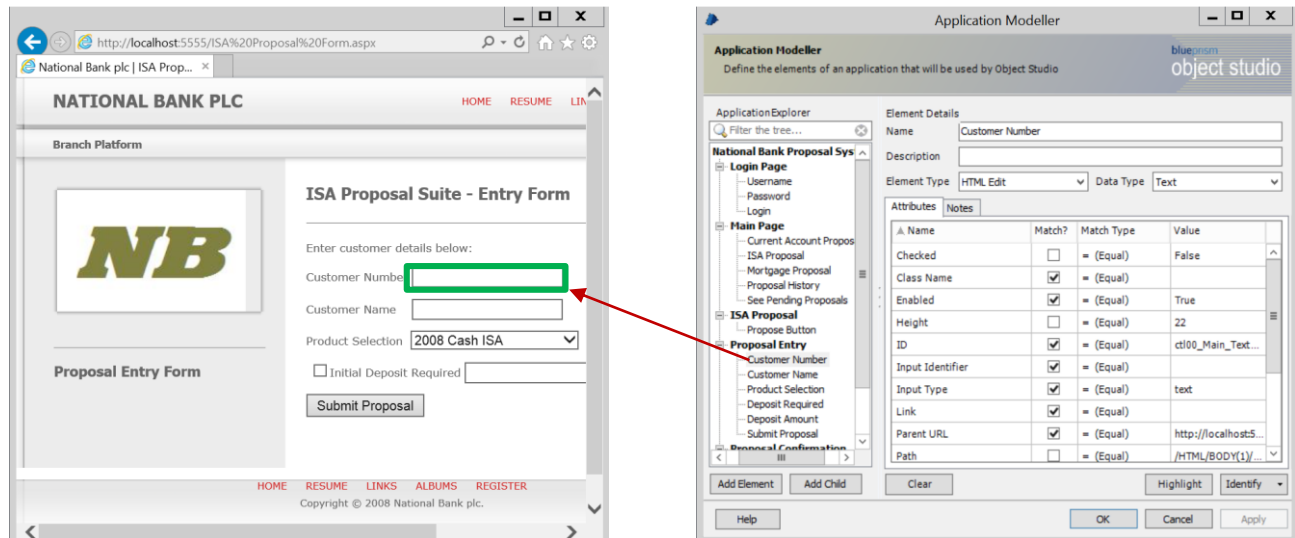 http://localhost:5555/ISA%20Proposal%20Form.aspx
National Bank plc | ISA Prop... ×
NATIONAL BANK PLC
HOME RESUME LIN
Branch Platform
NB
Proposal Entry Form
ISA Proposal Suite - Entry Form
Enter customer details below:
Customer Numbe
Customer Name
Product Selection 2008 Cash ISA
Initial Deposit Required
Submit Proposal
HOME RESUME LINKS ALBUMS REGISTER
Copyright © 2008 National Bank plc.
Application Modeller
Application Modeller
Define the elements of an application that will be used by Object Studio
blueprism
object studio
ApplicationExplorer
Filter the tree...
National Bank Proposal Sys
Login Page
Username
Password
Login
Main Page
Current Account Propos
ISA Proposal
Mortgage Proposal
Proposal History
See Pending Proposals
ISA Proposal
Propose Button
Proposal Entry
Customer Number
Customer Name
Product Selection
Deposit Required
Deposit Amount
Submit Proposal
Proposal Confirmation
Add Element Add Child
Element Details
Name Customer Number
Description
Element Type HTML Edit Data Type Text
Attributes Notes
Name Match? Match Type Value
Checked = (Equal) False
Class Name = (Equal)
Enabled = (Equal) True
Height = (Equal) 22
ID = (Equal) ctl00_Main_Text...
Input Identifier = (Equal)
Input Type = (Equal) text
Link = (Equal)
Parent URL = (Equal) http://localhost:5...
Path = (Equal) /HTML/BODY(1)/...
Clear Highlight Identify
Help OK Cancel Apply